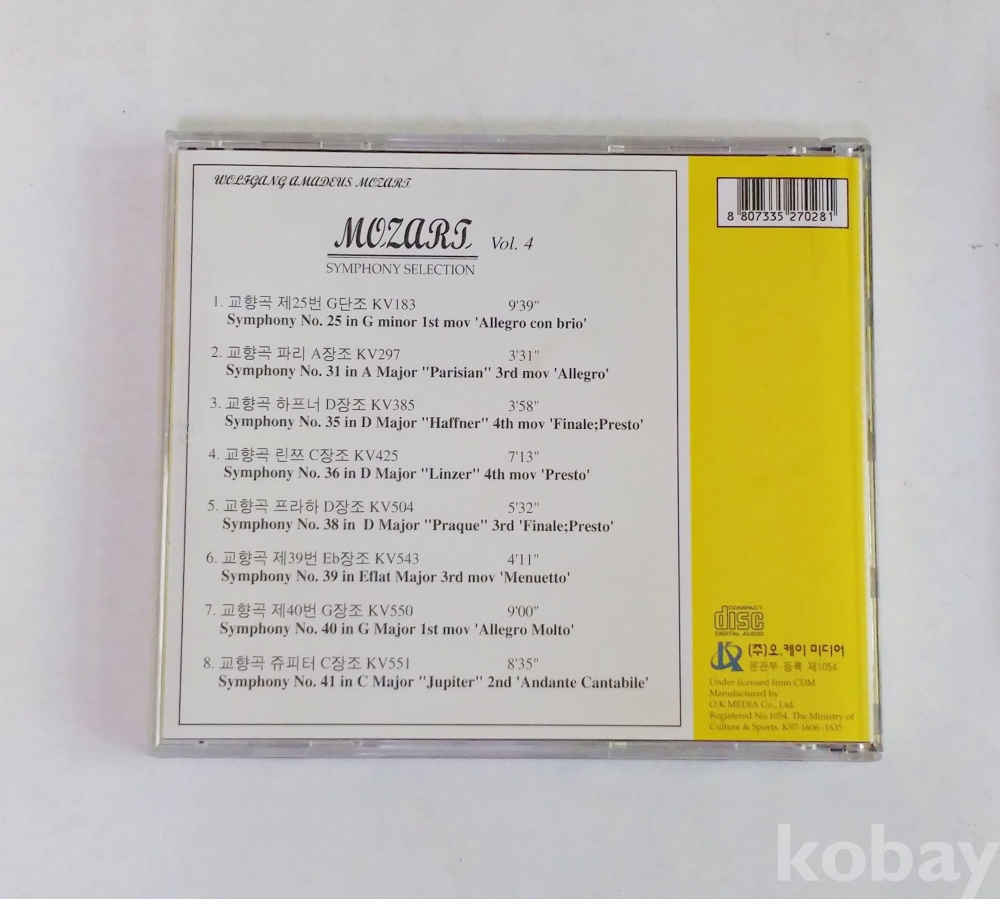 WOLFGANG AMADEUS MOZART
MOZART Vol. 4
SYMPHONY SELECTION
1. 교향곡 제25번 G단조 KV183 9'39"
Symphony No. 25 in G minor 1st mov 'Allegro con brio'
2. 교향곡 파리 A장조 KV297 3'31"
Symphony No. 31 in A Major "Parisian" 3rd mov 'Allegro'
3. 교향곡 하프너 D장조 KV385 3'58"
Symphony No. 35 in D Major "Haffner" 4th mov 'Finale;Presto'
4. 교향곡 린쯔 C장조 KV425 7'13"
Symphony No. 36 in D Major "Linzer" 4th mov 'Presto'
5. 교향곡 프라하 D장조 KV504 5'32"
Symphony No. 38 in D Major "Praque" 3rd 'Finale;Presto'
6. 교향곡 제39번 Eb장조 KV543 4'11"
Symphony No. 39 in Eflat Major 3rd mov 'Menuetto'
7. 교향곡 제40번 G장조 KV550 9'00"
Symphony No. 40 in G Major 1st mov 'Allegro Molto'
8. 교향곡 쥬피터 C장조 KV551 8'35"
Symphony No. 41 in C Major "Jupiter" 2nd 'Andante Cantabile'
8 807335 270281
COMPACT
disc
DIGITAL AUDIO
(주)오.케이 미디어
문관부 등록 제1054
Under licensed from CDM
Manufactured by
O.K MEDIA Co., Ltd.
Registered No.1054. The Ministry of
Culture & Sports. K97-1606~1635
kobay